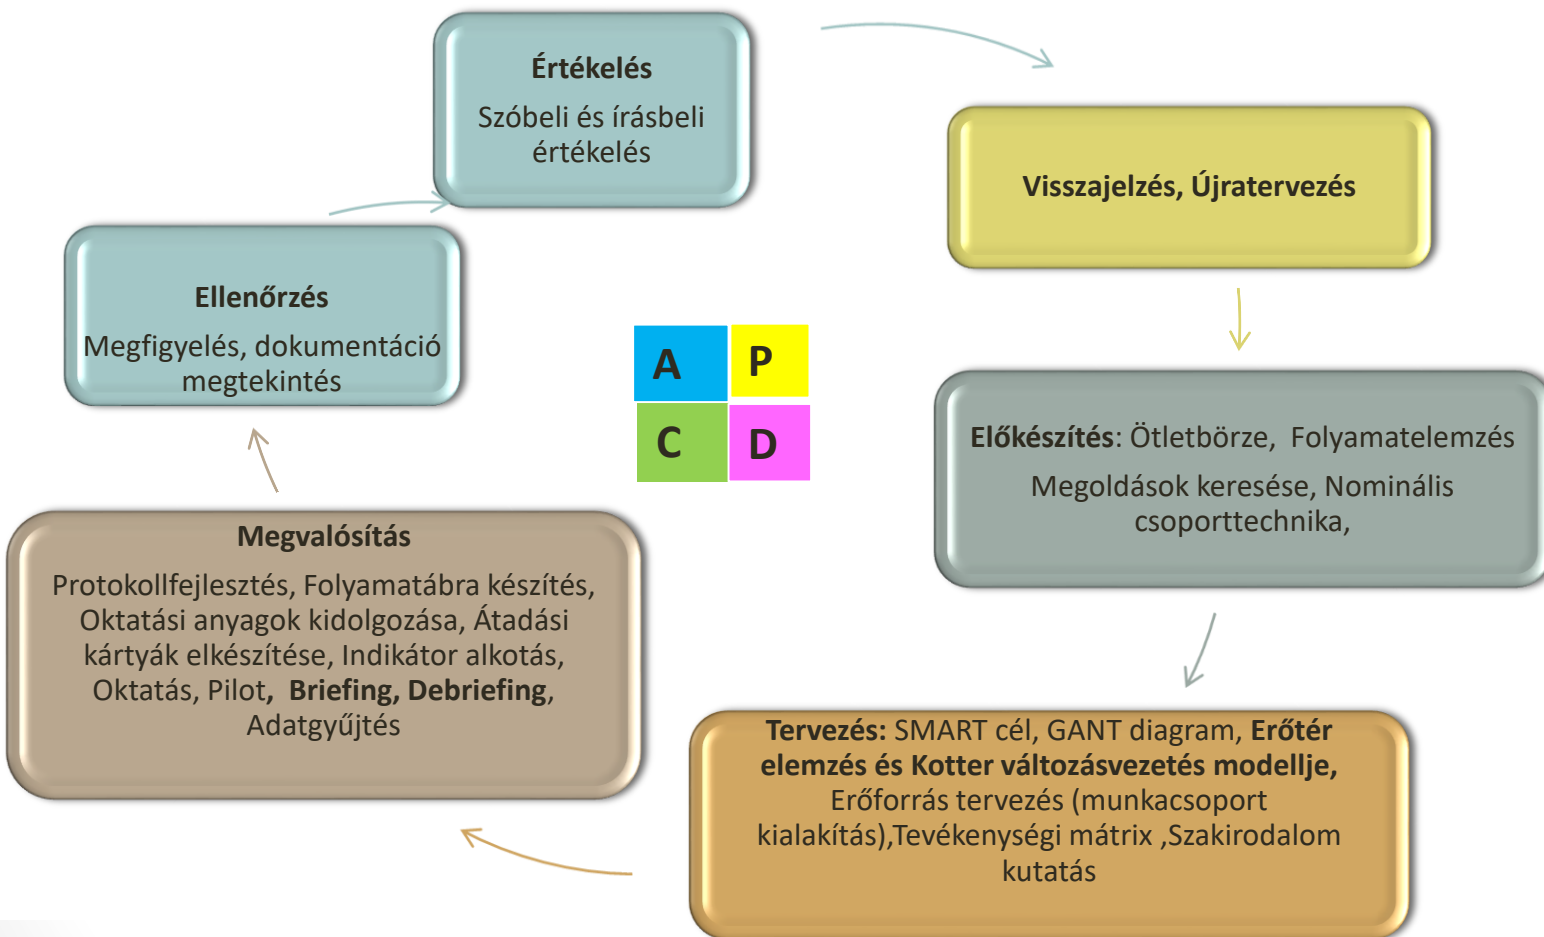 Értékelés
Szóbeli és írásbeli
értékelés
Visszajelzés, Újratervezés
Ellenőrzés
Megfigyelés, dokumentáció
megtekintés
A
P
C
D
Előkészítés: Ötletbörze, Folyamatelemzés
Megoldások keresése, Nominális
csoporttechnika,
Megvalósítás
Protokollfejlesztés, Folyamatábra készítés,
Oktatási anyagok kidolgozása, Átadási
kártyák elkészítése, Indikátor alkotás,
Oktatás, Pilot, Briefing, Debriefing,
Adatgyűjtés
Tervezés: SMART cél, GANT diagram, Erőtér
elemzés és Kotter változásvezetés modellje,
Erőforrás tervezés (munkacsoport
kialakítás),Tevékenységi mátrix ,Szakirodalom
kutatás